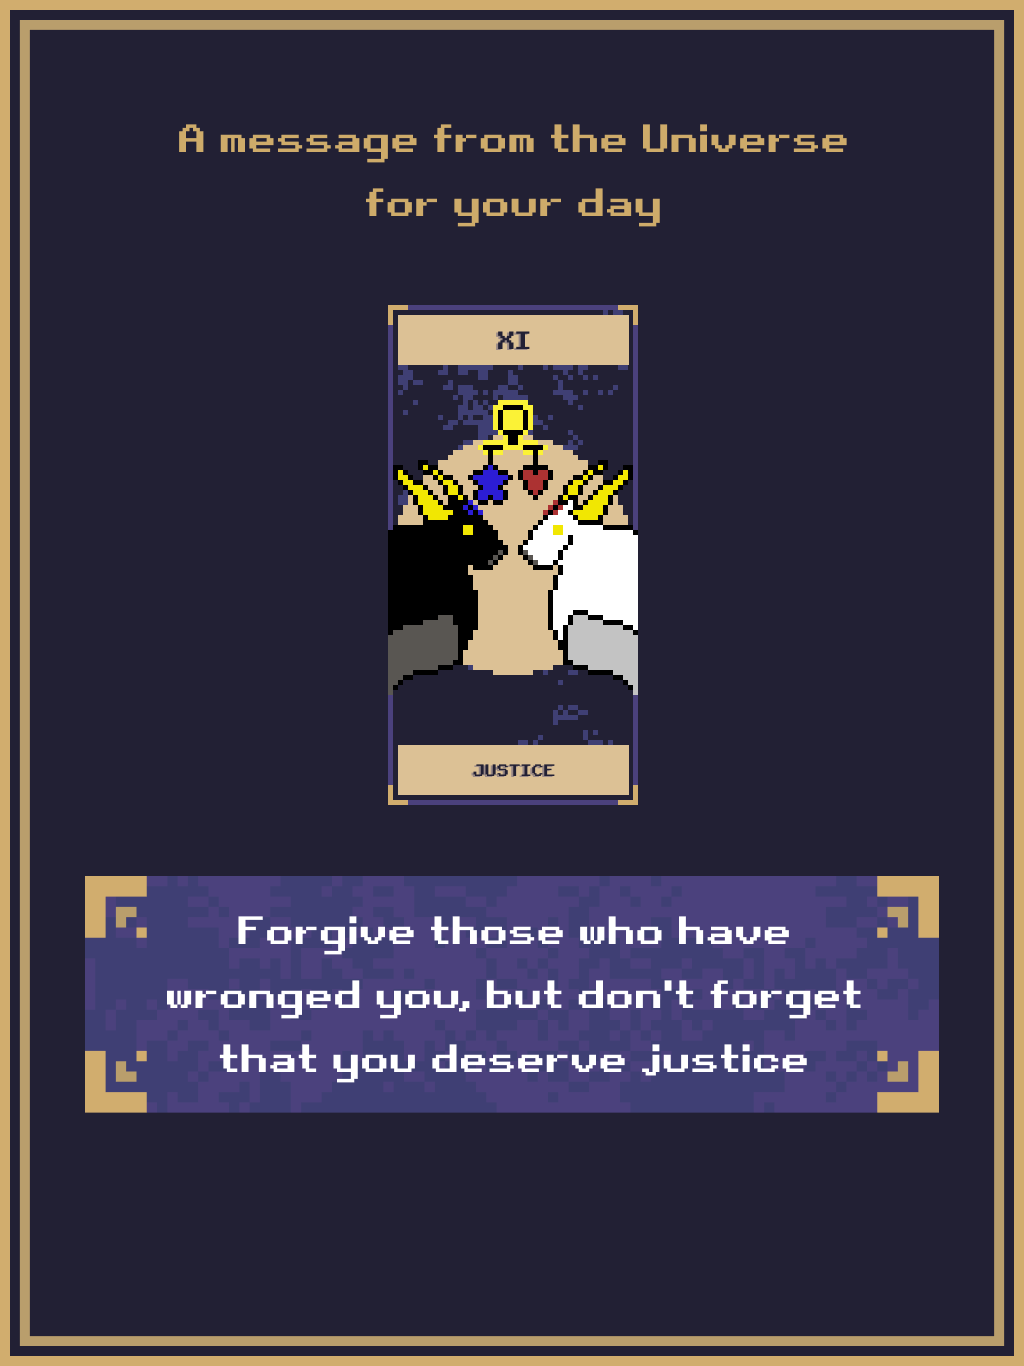 A message from the Universe
for your day
XI
JUSTICE
Forgive those who have
wronged you, but don't forget
that you deserve justice